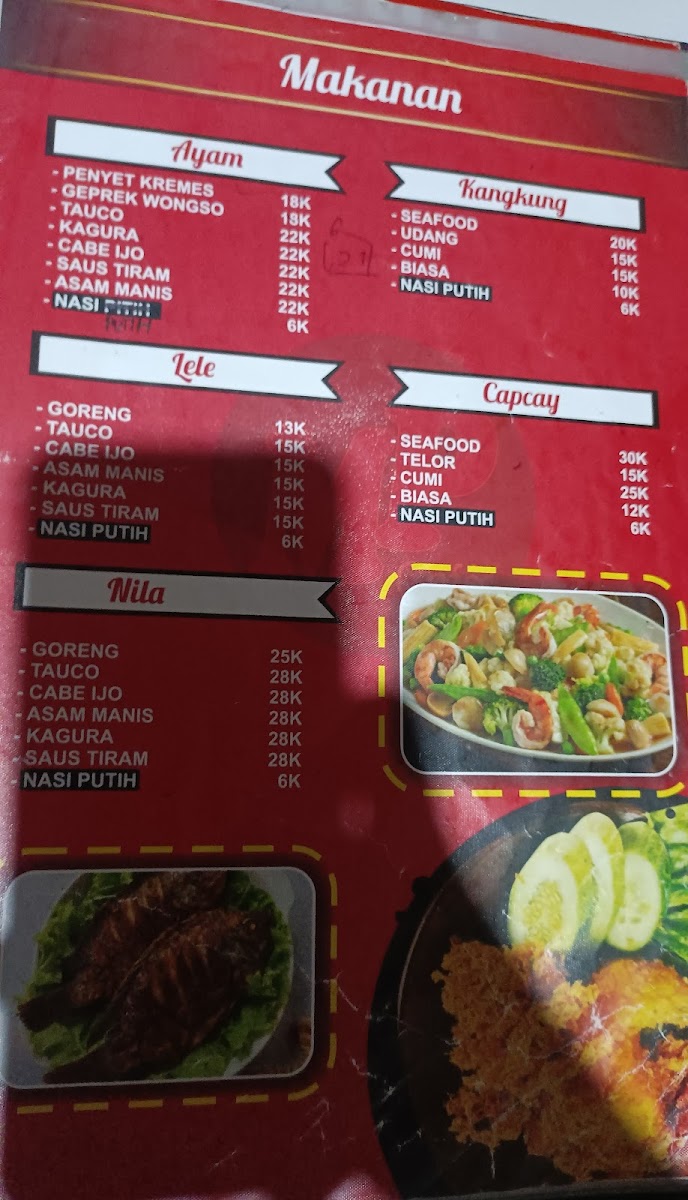 Makanan
Ayam
- PENYET KREMES 18K
- GEPREK WONGSO 18K
- TAUCO 22K
- KAGURA 22K
- CABE IJO 22K
- SAUS TIRAM 22K
- ASAM MANIS 22K
- NASI PUTIH 6K
Lele
- GORENG 13K
- TAUCO 15K
- CABE IJO 15K
- ASAM MANIS 15K
- KAGURA 15K
- SAUS TIRAM 15K
- NASI PUTIH 6K
Nila
- GORENG 25K
- TAUCO 28K
- CABE IJO 28K
- ASAM MANIS 28K
- KAGURA 28K
- SAUS TIRAM 28K
- NASI PUTIH 6K
Kangkung
- SEAFOOD 20K
- UDANG 15K
- CUMI 15K
- BIASA 10K
- NASI PUTIH 6K
Capcay
- SEAFOOD 30K
- TELOR 15K
- CUMI 25K
- BIASA 12K
- NASI PUTIH 6K